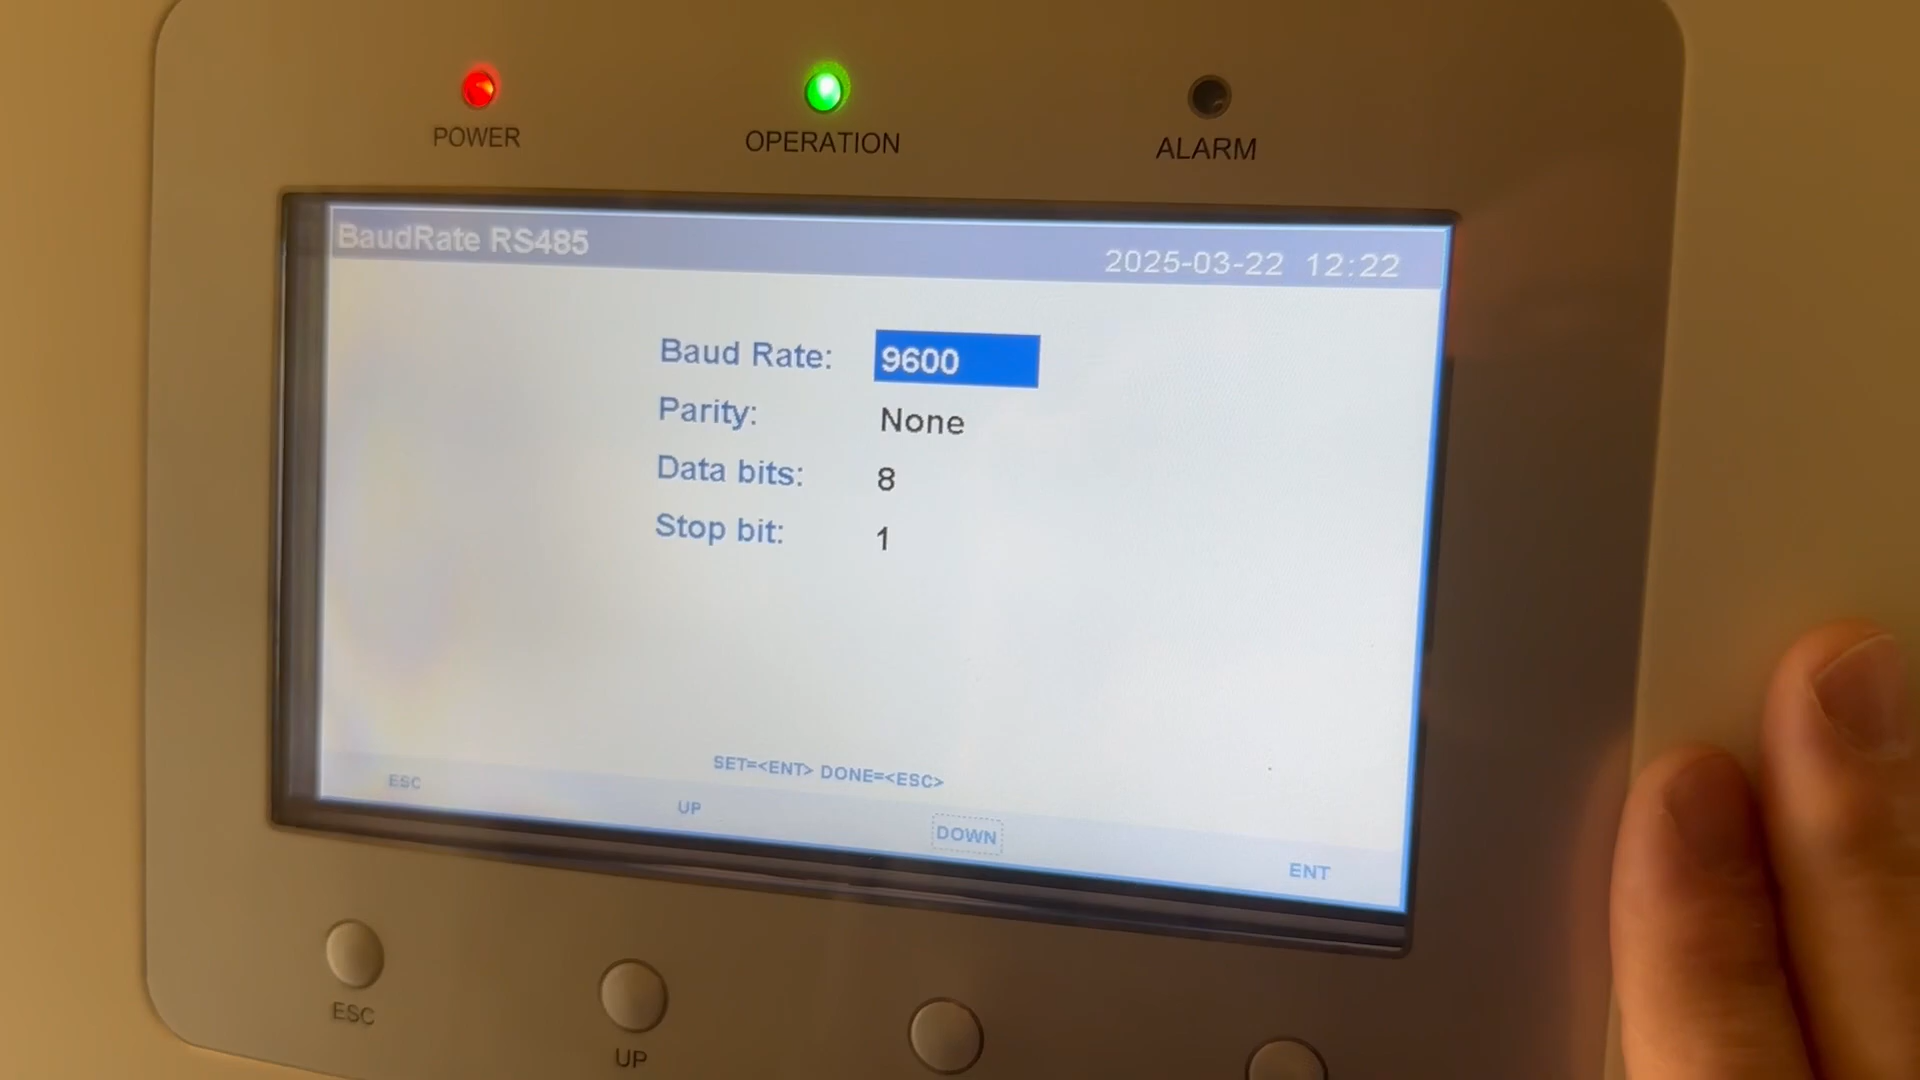 POWER OPERATION ALARM
BaudRate RS485 2025-03-22 12:22
Baud Rate: 9600
Parity: None
Data bits: 8
Stop bit: 1
SET=<ENT> DONE=<ESC>
ESC UP DOWN ENT
ESC UP